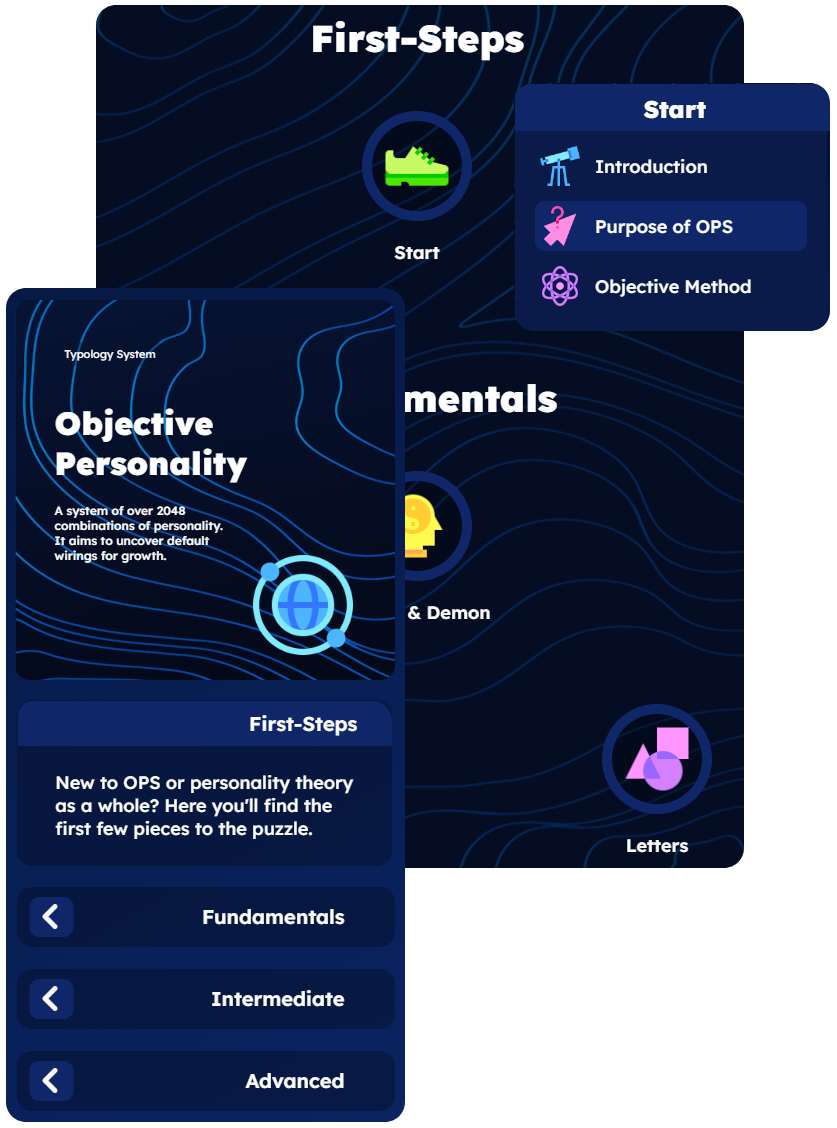 First-Steps
Start
Start
Introduction
Purpose of OPS
Objective Method
mentals
& Demon
Letters
Typology System
Objective
Personality
A system of over 2048
combinations of personality.
It aims to uncover default
wirings for growth.
First-Steps
New to OPS or personality theory
as a whole? Here you'll find the
first few pieces to the puzzle.
Fundamentals
Intermediate
Advanced